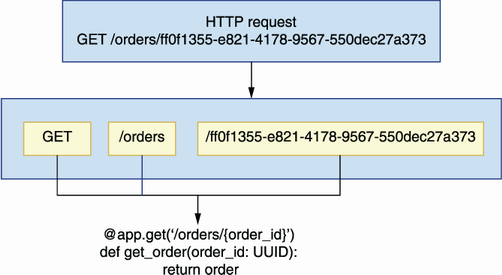 HTTP request
GET /orders/ff0f1355-e821-4178-9567-550dec27a373
GET
/orders
/ff0f1355-e821-4178-9567-550dec27a373
@app.get(‘/orders/{order_id}’)
def get_order(order_id: UUID):
return order